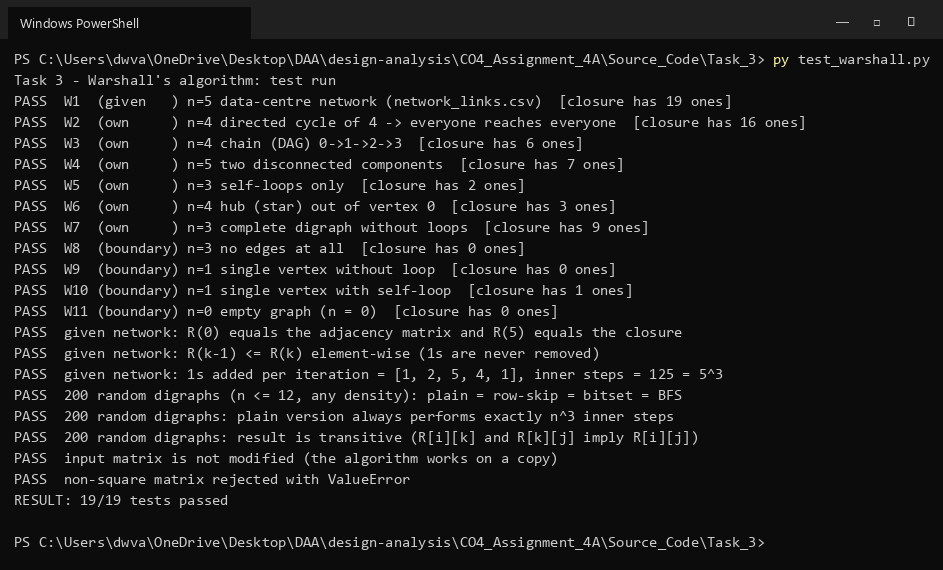 Windows PowerShell
PS C:\Users\dwva\OneDrive\Desktop\DAA\design-analysis\CO4_Assignment_4A\Source_Code\Task_3> py test_warshall.py
Task 3 - Warshall's algorithm: test run
PASS  W1  (given   ) n=5 data-centre network (network_links.csv)  [closure has 19 ones]
PASS  W2  (own     ) n=4 directed cycle of 4 -> everyone reaches everyone  [closure has 16 ones]
PASS  W3  (own     ) n=4 chain (DAG) 0->1->2->3  [closure has 6 ones]
PASS  W4  (own     ) n=5 two disconnected components  [closure has 7 ones]
PASS  W5  (own     ) n=3 self-loops only  [closure has 2 ones]
PASS  W6  (own     ) n=4 hub (star) out of vertex 0  [closure has 3 ones]
PASS  W7  (own     ) n=3 complete digraph without loops  [closure has 9 ones]
PASS  W8  (boundary) n=3 no edges at all  [closure has 0 ones]
PASS  W9  (boundary) n=1 single vertex without loop  [closure has 0 ones]
PASS  W10 (boundary) n=1 single vertex with self-loop  [closure has 1 ones]
PASS  W11 (boundary) n=0 empty graph (n = 0)  [closure has 0 ones]
PASS  given network: R(0) equals the adjacency matrix and R(5) equals the closure
PASS  given network: R(k-1) <= R(k) element-wise (1s are never removed)
PASS  given network: 1s added per iteration = [1, 2, 5, 4, 1], inner steps = 125 = 5^3
PASS  200 random digraphs (n <= 12, any density): plain = row-skip = bitset = BFS
PASS  200 random digraphs: plain version always performs exactly n^3 inner steps
PASS  200 random digraphs: result is transitive (R[i][k] and R[k][j] imply R[i][j])
PASS  input matrix is not modified (the algorithm works on a copy)
PASS  non-square matrix rejected with ValueError
RESULT: 19/19 tests passed
PS C:\Users\dwva\OneDrive\Desktop\DAA\design-analysis\CO4_Assignment_4A\Source_Code\Task_3>